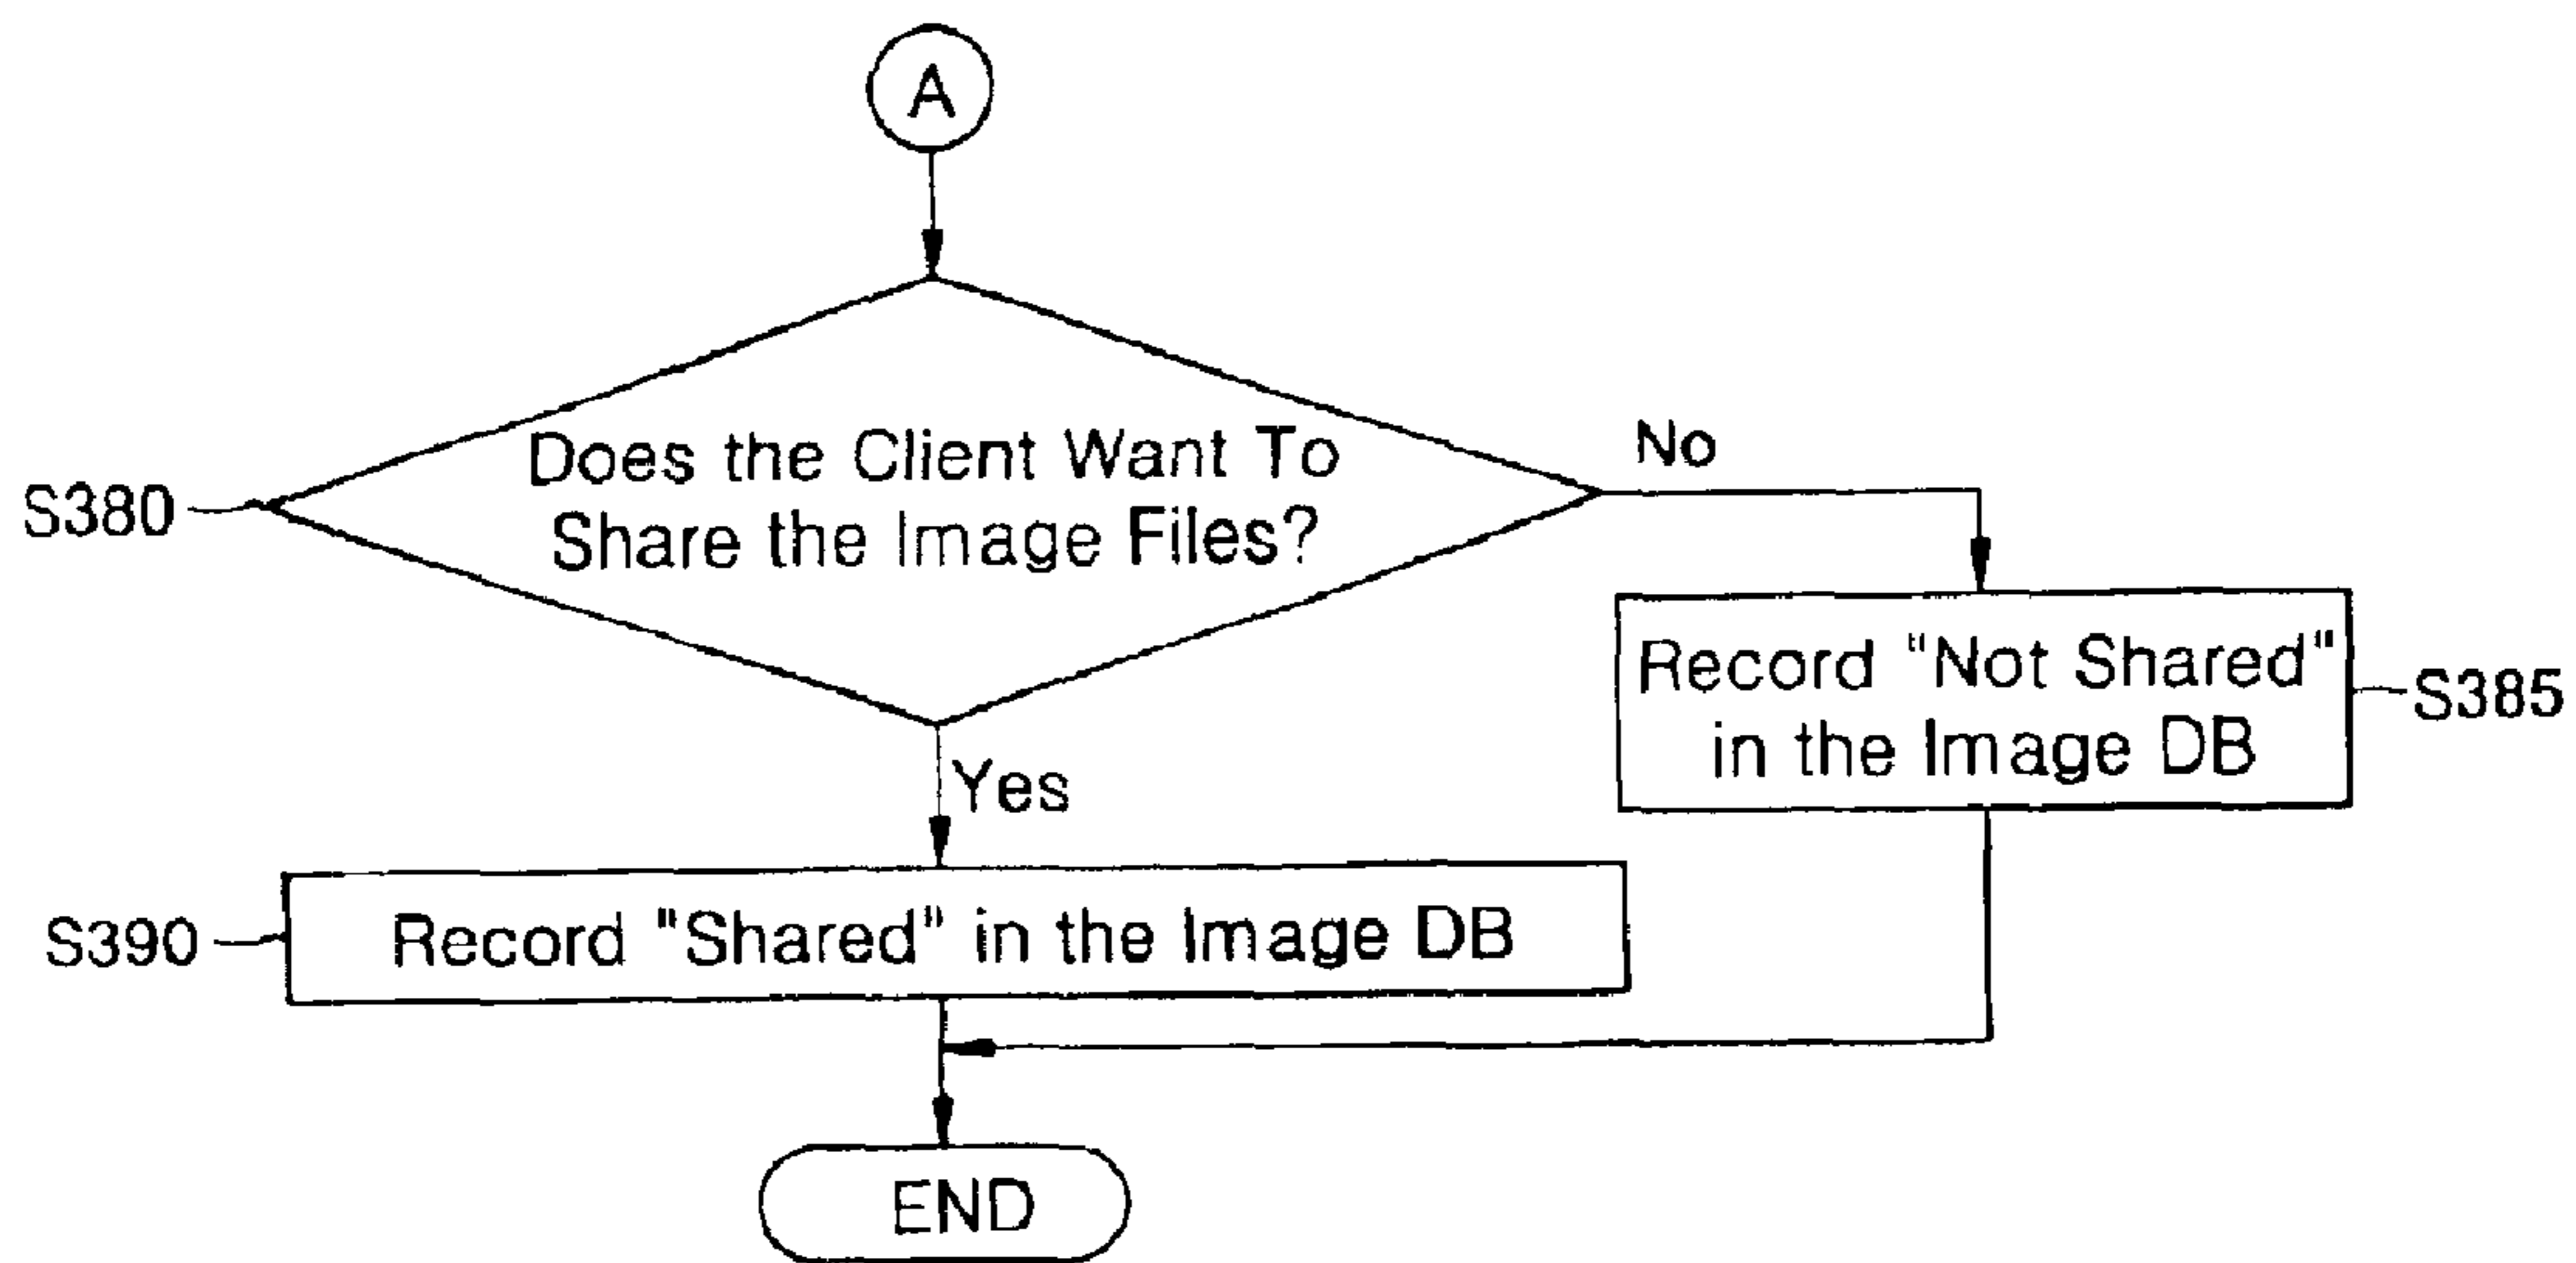 A
Does the Client Want To
Share the Image Files?
S380
No
Record "Not Shared"
in the Image DB
S385
Yes
S390
Record "Shared" in the Image DB
END